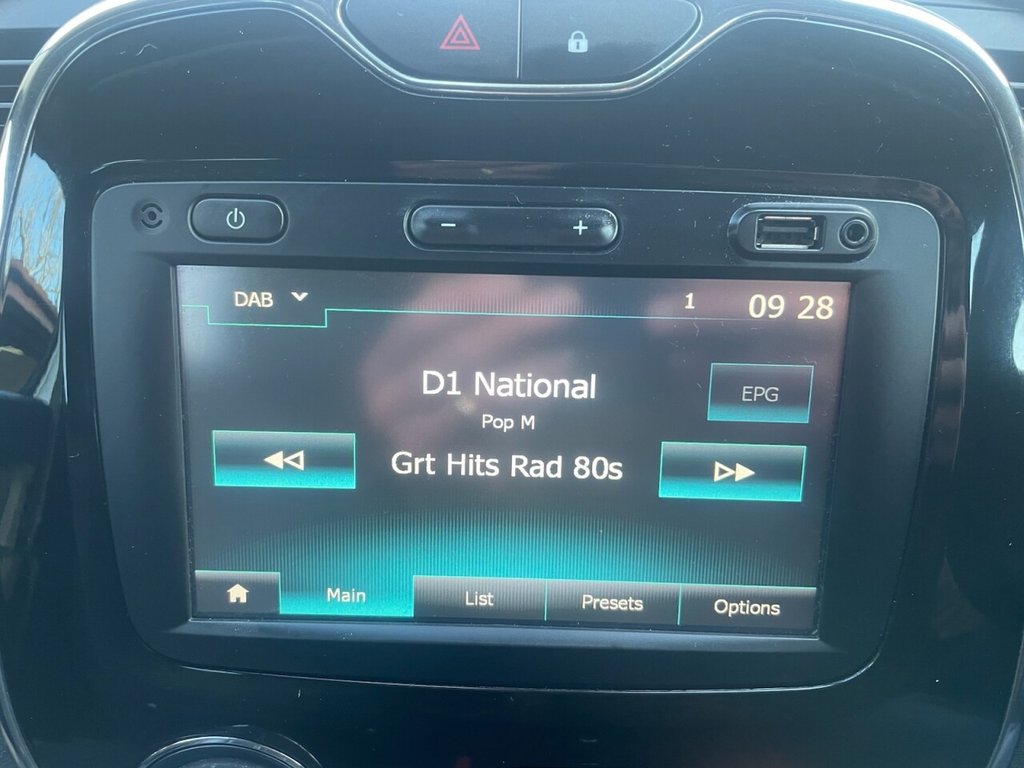 DAB
1
09 28
D1 National
EPG
Pop M
Grt Hits Rad 80s
Main
List
Presets
Options